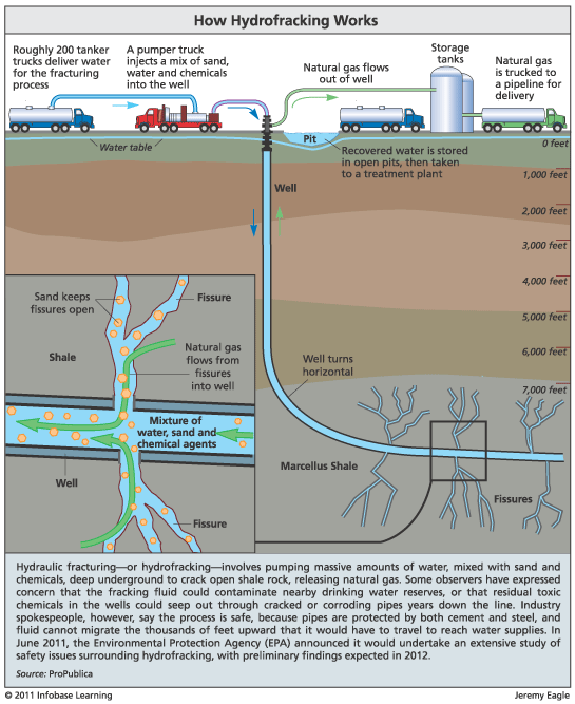 How Hydrofracking Works
Roughly 200 tanker
trucks deliver water
for the fracturing
process
A pumper truck
injects a mix of sand,
water and chemicals
into the well
Natural gas flows
out of well
Storage
tanks
Natural gas
is trucked to
a pipeline for
delivery
Water table
Pit
Recovered water is stored
in open pits, then taken
to a treatment plant
0 feet
Well
1,000 feet
2,000 feet
3,000 feet
4,000 feet
5,000 feet
6,000 feet
7,000 feet
Well turns
horizontal
Marcellus Shale
Fissures
Sand keeps
fissures open
Fissure
Shale
Natural gas
flows from
fissures
into well
Mixture of
water, sand and
chemical agents
Well
Fissure
Hydraulic fracturing—or hydrofracking—involves pumping massive amounts of water, mixed with sand and
chemicals, deep underground to crack open shale rock, releasing natural gas. Some observers have expressed
concern that the fracking fluid could contaminate nearby drinking water reserves, or that residual toxic
chemicals in the wells could seep out through cracked or corroding pipes years down the line. Industry
spokespeople, however, say the process is safe, because pipes are protected by both cement and steel, and
fluid cannot migrate the thousands of feet upward that it would have to travel to reach water supplies. In
June 2011, the Environmental Protection Agency (EPA) announced it would undertake an extensive study of
safety issues surrounding hydrofracking, with preliminary findings expected in 2012.
Source: ProPublica
© 2011 Infobase Learning
Jeremy Eagle